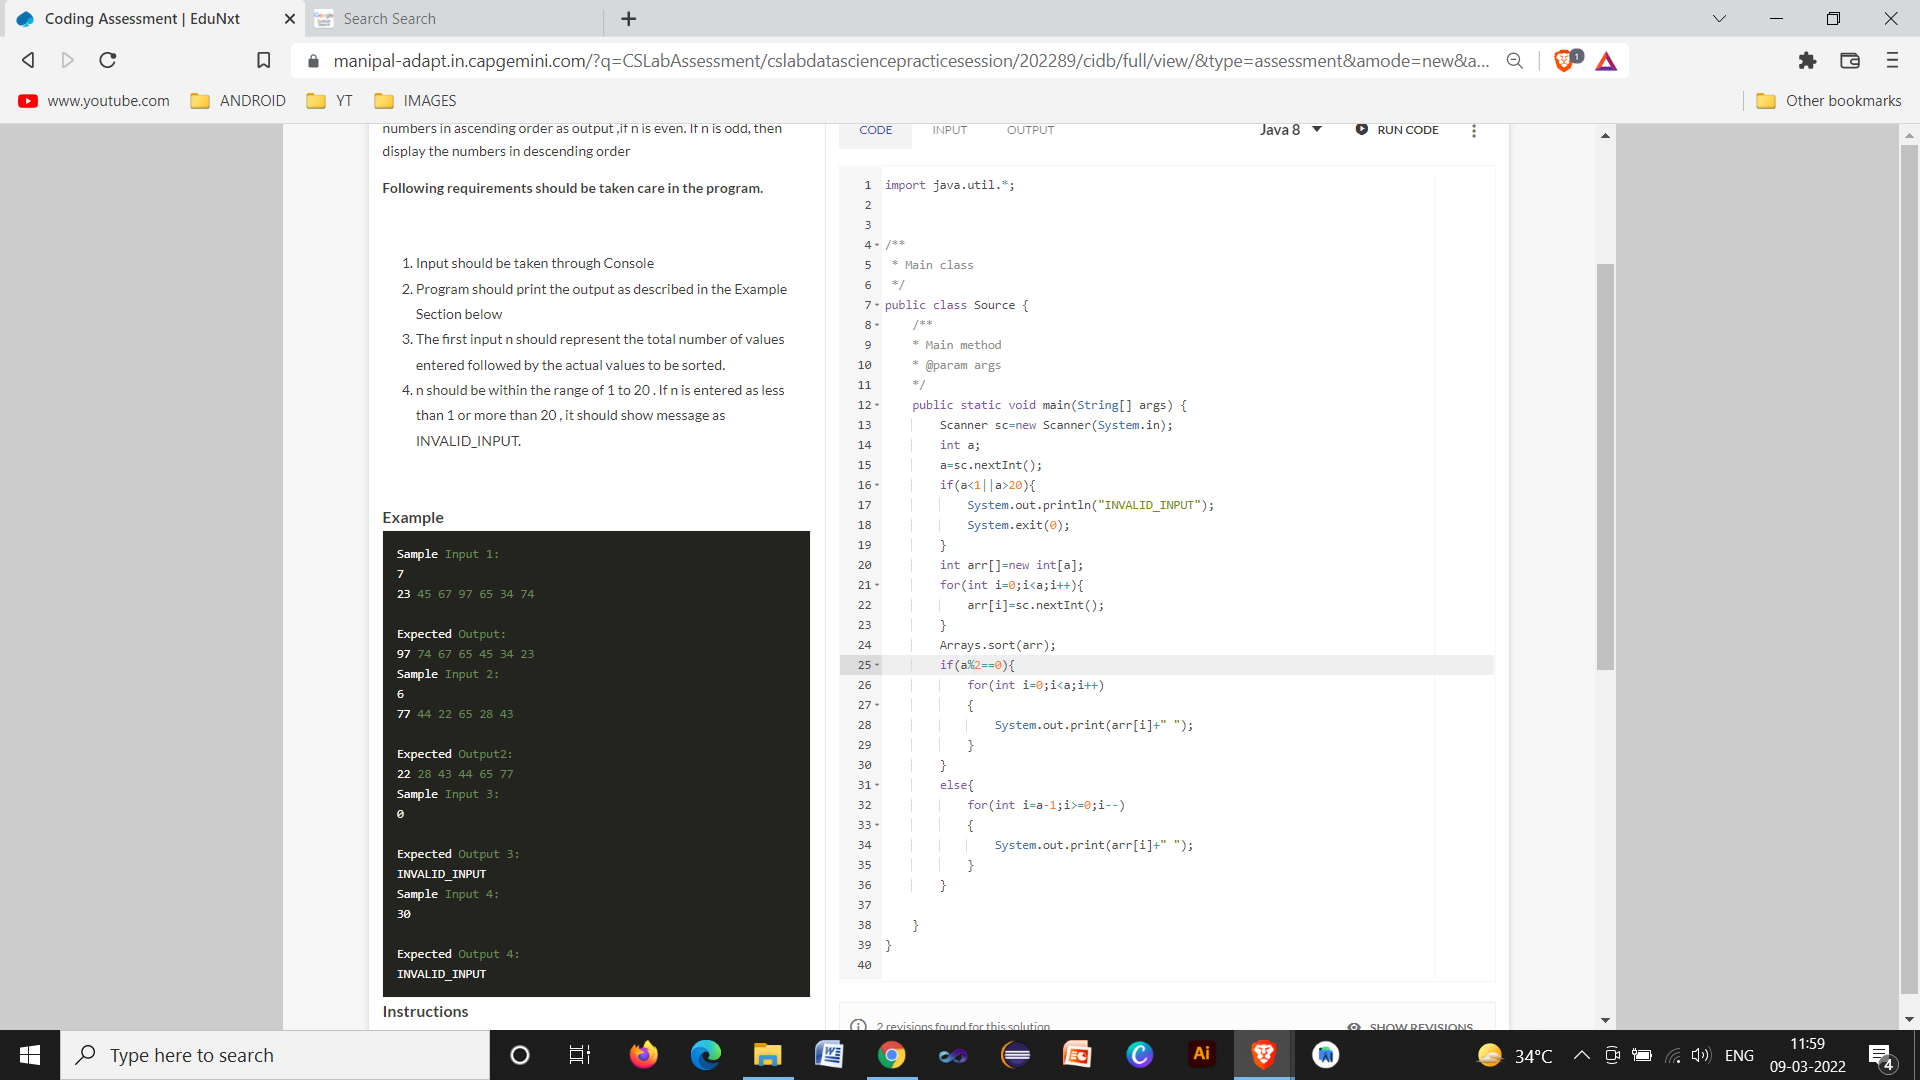 Coding Assessment | EduNxt
Search Search
manipal-adapt.in.capgemini.com/?q=CSLabAssessment/cslabdatasciencepracticesession/202289/cidb/full/view/&type=assessment&amode=new&a...
1
www.youtube.com
ANDROID
YT
IMAGES
Other bookmarks
numbers in ascending order as output ,if n is even. If n is odd, then
display the numbers in descending order
Following requirements should be taken care in the program.
1. Input should be taken through Console
2. Program should print the output as described in the Example
Section below
3. The first input n should represent the total number of values
entered followed by the actual values to be sorted.
4. n should be within the range of 1 to 20 . If n is entered as less
than 1 or more than 20 , it should show message as
INVALID_INPUT.
Example
Sample Input 1:
7
23 45 67 97 65 34 74
Expected Output:
97 74 67 65 45 34 23
Sample Input 2:
6
77 44 22 65 28 43
Expected Output2:
22 28 43 44 65 77
Sample Input 3:
0
Expected Output 3:
INVALID_INPUT
Sample Input 4:
30
Expected Output 4:
INVALID_INPUT
Instructions
CODE
INPUT
OUTPUT
Java 8
RUN CODE
1 import java.util.*;
2
3
4 /**
5 * Main class
6 */
7 public class Source {
8 /**
9 * Main method
10 * @param args
11 */
12 public static void main(String[] args) {
13 Scanner sc=new Scanner(System.in);
14 int a;
15 a=sc.nextInt();
16 if(a<1||a>20){
17 System.out.println("INVALID_INPUT");
18 System.exit(0);
19 }
20 int arr[]=new int[a];
21 for(int i=0;i<a;i++){
22 arr[i]=sc.nextInt();
23 }
24 Arrays.sort(arr);
25 if(a%2==0){
26 for(int i=0;i<a;i++)
27 {
28 System.out.print(arr[i]+" ");
29 }
30 }
31 else{
32 for(int i=a-1;i>=0;i--)
33 {
34 System.out.print(arr[i]+" ");
35 }
36 }
37
38 }
39 }
40
2 revisions found for this solution
SHOW REVISIONS
Type here to search
Ai
34°C
ENG
11:59
09-03-2022
4